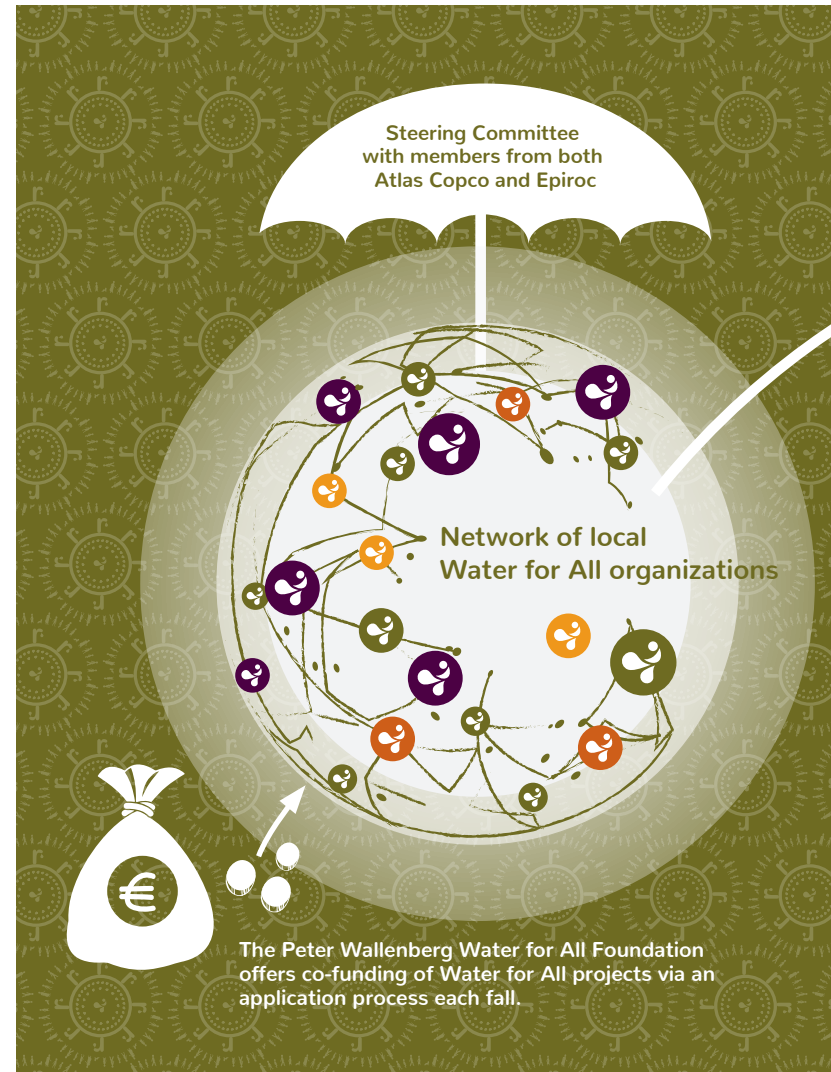 Steering Committee
with members from both
Atlas Copco and Epiroc
Network of local
Water for All organizations
€
The Peter Wallenberg Water for All Foundation
offers co-funding of Water for All projects via an
application process each fall.